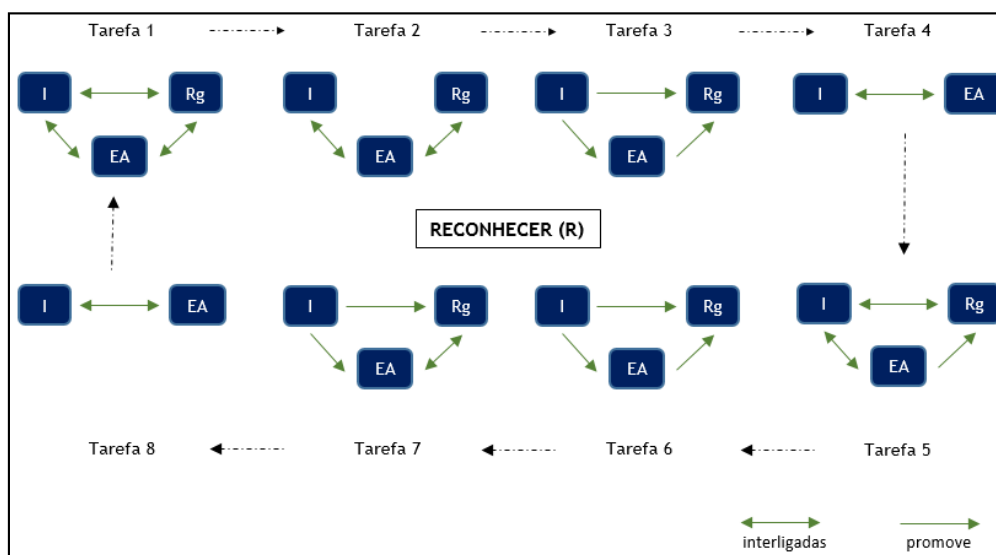 Tarefa 1 Tarefa 2 Tarefa 3 Tarefa 4
I Rg I Rg I Rg I EA
EA EA EA
RECONHECER (R)
I EA I Rg I Rg I Rg
EA EA EA
Tarefa 8 Tarefa 7 Tarefa 6 Tarefa 5
interligadas promove